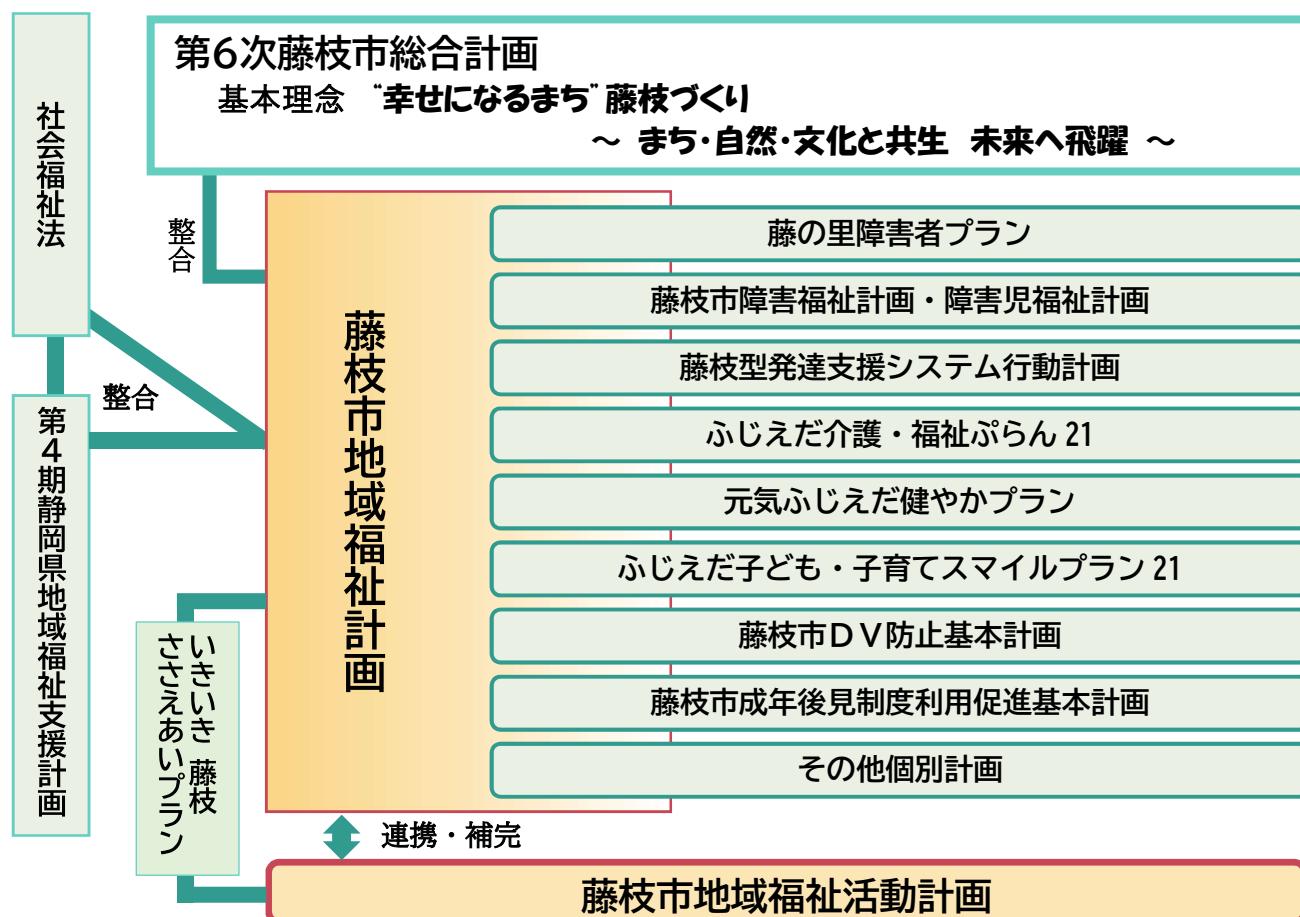 第6次藤枝市総合計画
基本理念 “幸せになるまち”藤枝づくり
～ まち・自然・文化と共生 未来へ飛躍 ～
社会福祉法
整合
整合
第４期静岡県地域福祉支援計画
藤枝市地域福祉計画
藤の里障害者プラン
藤枝市障害福祉計画・障害児福祉計画
藤枝型発達支援システム行動計画
ふじえだ介護・福祉ぷらん 21
元気ふじえだ健やかプラン
ふじえだ子ども・子育てスマイルプラン 21
藤枝市ＤＶ防止基本計画
藤枝市成年後見制度利用促進基本計画
その他個別計画
いきいき 藤枝
ささえあいプラン
連携・補完
藤枝市地域福祉活動計画